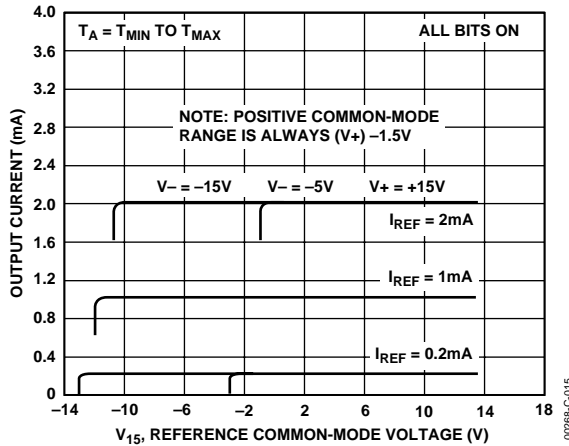 4.0
3.6
3.2
2.8
2.4
2.0
1.6
1.2
0.8
0.4
0
OUTPUT CURRENT (mA)
TA = TMIN TO TMAX
ALL BITS ON
NOTE: POSITIVE COMMON-MODE
RANGE IS ALWAYS (V+) –1.5V
V– = –15V
V– = –5V
V+ = +15V
IREF = 2mA
IREF = 1mA
IREF = 0.2mA
–14 –10 –6 –2 2 6 10 14 18
V15, REFERENCE COMMON-MODE VOLTAGE (V)
00268-C-015